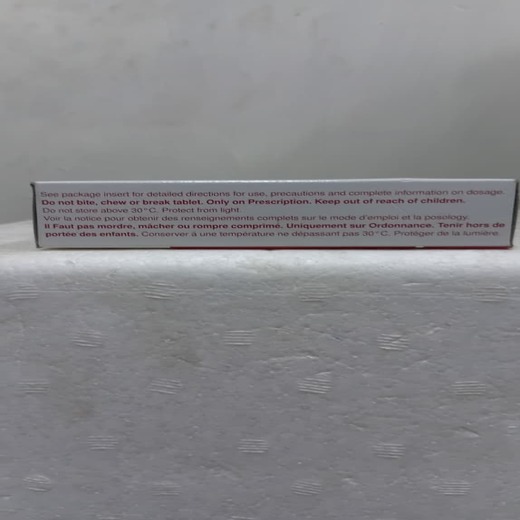 See package insert for detailed directions for use, precautions and complete information on dosage.
Do not bite, chew or break tablet. Only on Prescription. Keep out of reach of children.
Do not store above 30°C. Protect from light.
Voir la notice pour obtenir des renseignements complets sur le mode d'emploi et la posology.
Il Faut pas mordre, mâcher ou rompre comprimé. Uniquement sur Ordonnance. Tenir hors de
portée des enfants. Conserver à une température ne dépassant pas 30°C. Protéger de la lumière.